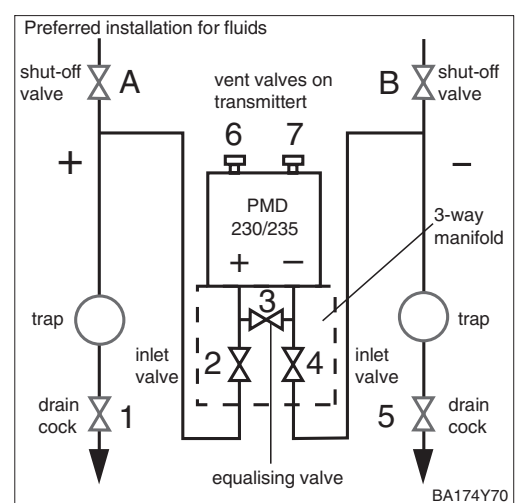 Preferred installation for fluids
shut-off
valve
A
B
shut-off
valve
vent valves on
transmittert
6
7
+
–
PMD
230/235
+
–
3-way
manifold
3
trap
trap
2
4
inlet
valve
inlet
valve
drain
cock
1
5
drain
cock
equalising valve
BA174Y70